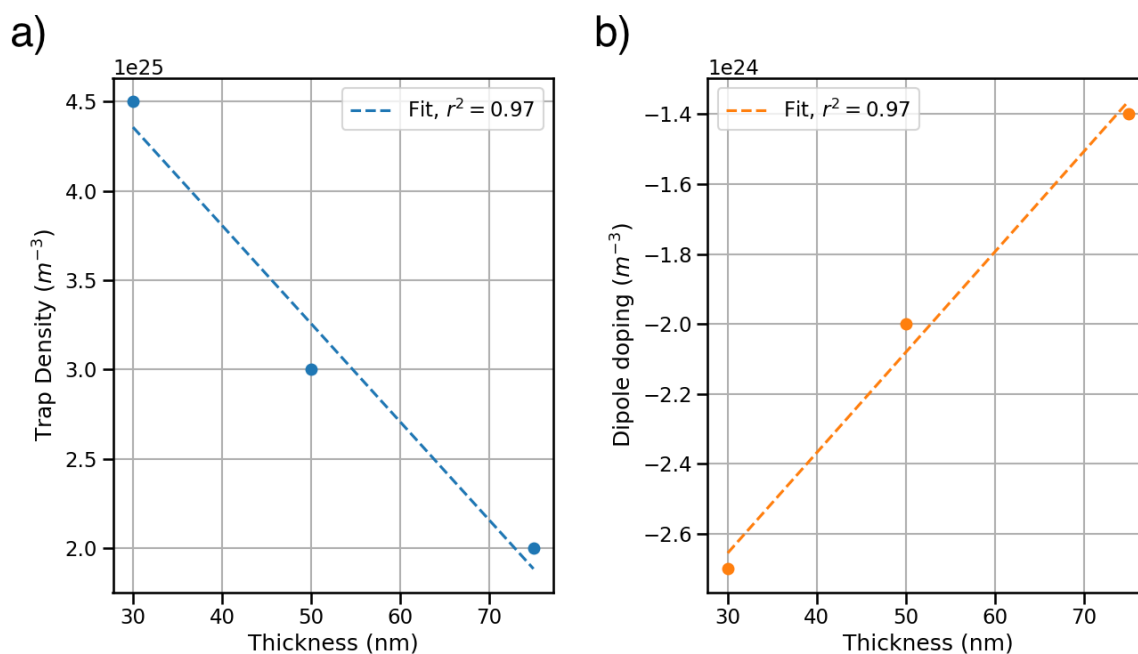 a)
1e25
Fit, r² = 0.97
4.5
4.0
3.5
3.0
2.5
2.0
Trap Density (m⁻³)
30 40 50 60 70
Thickness (nm)
b)
1e24
Fit, r² = 0.97
−1.4
−1.6
−1.8
−2.0
−2.2
−2.4
−2.6
Dipole doping (m⁻³)
30 40 50 60 70
Thickness (nm)